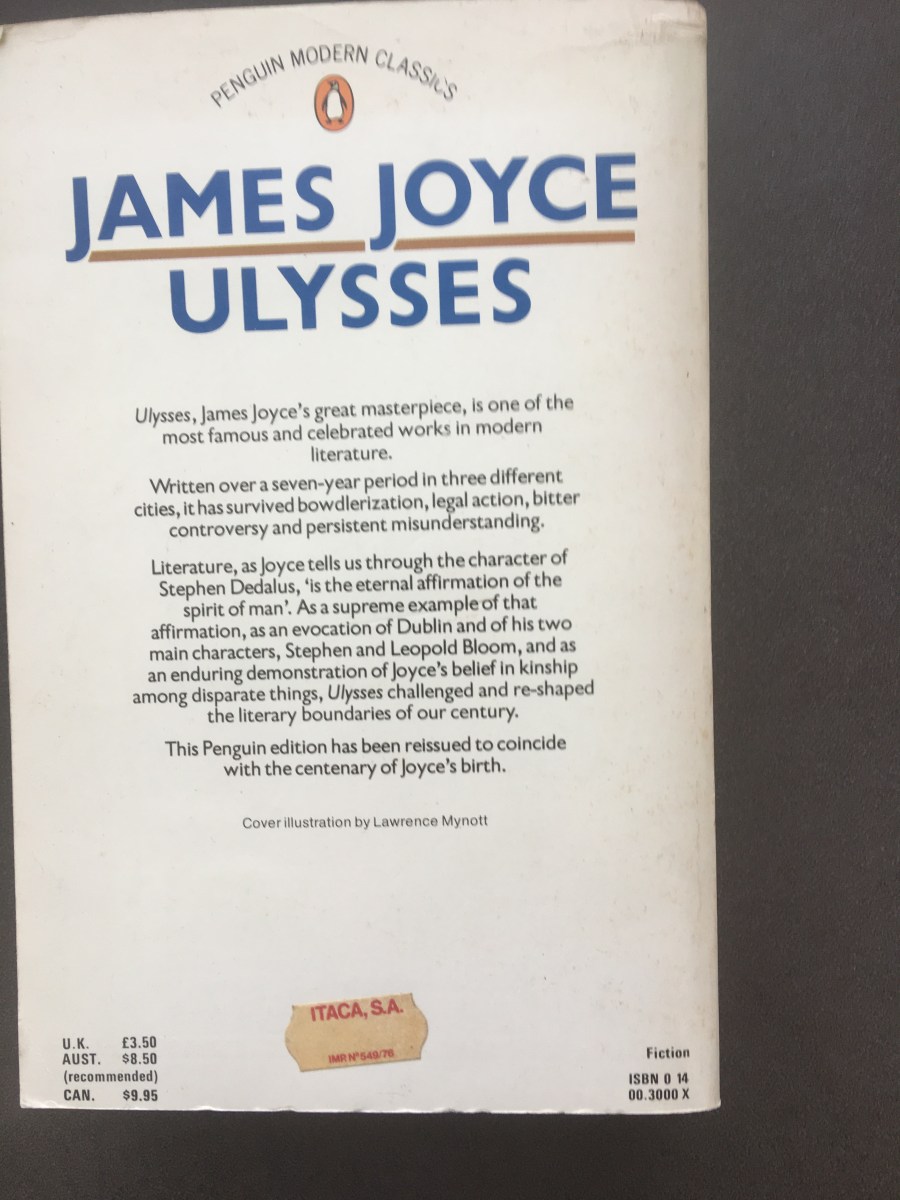 PENGUIN MODERN CLASSICS
JAMES JOYCE
ULYSSES
Ulysses, James Joyce's great masterpiece, is one of the
most famous and celebrated works in modern
literature.
Written over a seven-year period in three different
cities, it has survived bowdlerization, legal action, bitter
controversy and persistent misunderstanding.
Literature, as Joyce tells us through the character of
Stephen Dedalus, 'is the eternal affirmation of the
spirit of man'. As a supreme example of that
affirmation, as an evocation of Dublin and of his two
main characters, Stephen and Leopold Bloom, and as
an enduring demonstration of Joyce's belief in kinship
among disparate things, Ulysses challenged and re-shaped
the literary boundaries of our century.
This Penguin edition has been reissued to coincide
with the centenary of Joyce's birth.
Cover illustration by Lawrence Mynott
ITACA, S.A.
IMP. Nº 549/76
U.K. £3.50
AUST. $8.50
(recommended)
CAN. $9.95
Fiction
ISBN 0 14
00.3000 X